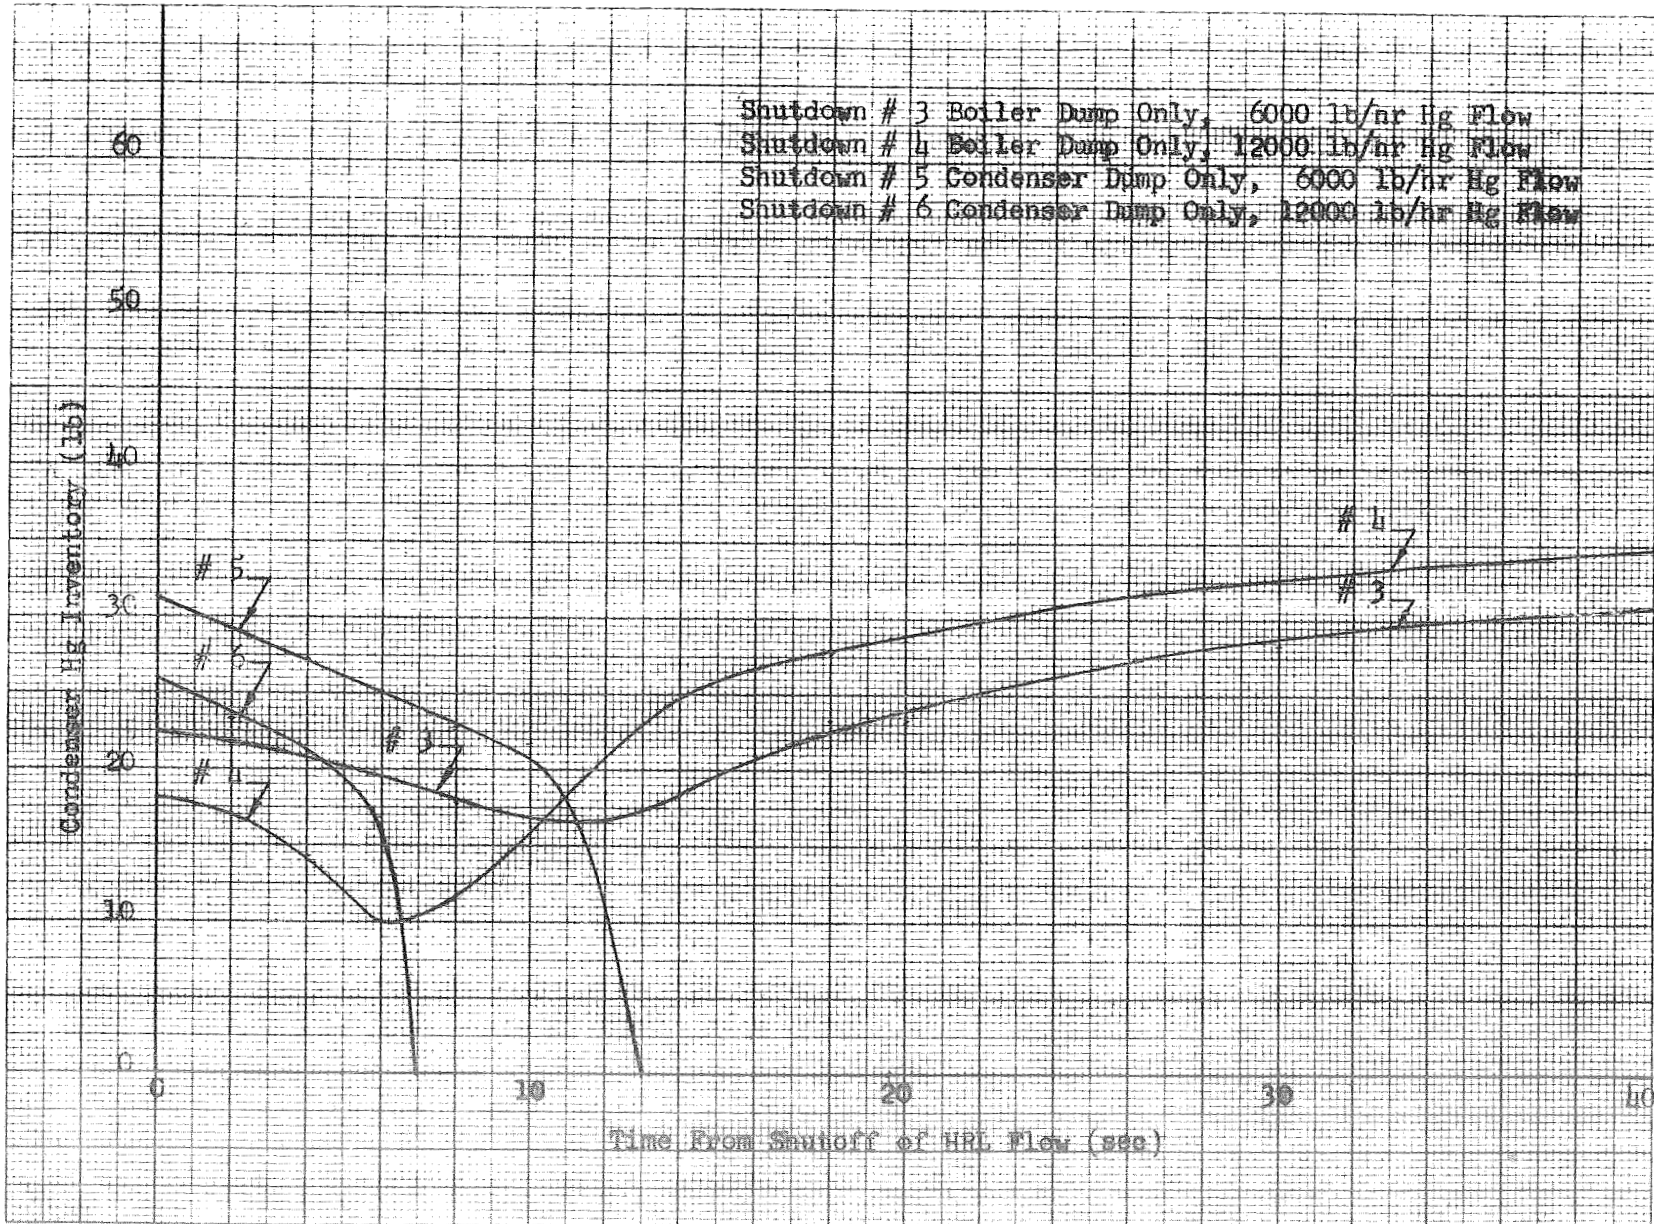 Shutdown # 3 Boiler Dump Only, 6000 lb/hr Hg Flow
Shutdown # 4 Boiler Dump Only, 12000 lb/hr Hg Flow
Shutdown # 5 Condenser Dump Only, 6000 lb/hr Hg Flow
Shutdown # 6 Condenser Dump Only, 12000 lb/hr Hg Flow
60
50
40
30
20
10
0
Condenser Hg Inventory (lb)
# 5
# 6
# 3
# 4
# 4
# 3
0 10 20 30 40
Time From Shutoff of HRL Flow (sec)